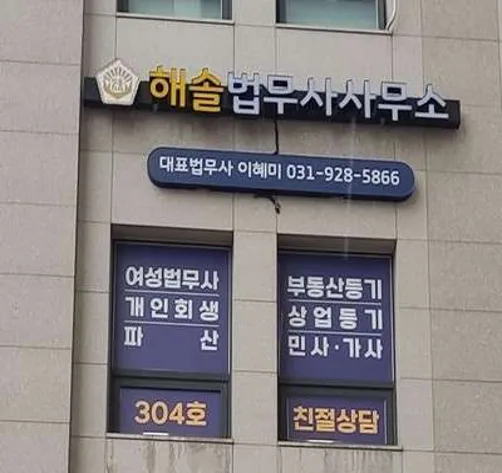 해솔법무사사무소
대표법무사 이혜미 031-928-5866
여성법무사
개인회생
파 산
304호
부동산등기
상업등기
민사·가사
친절상담